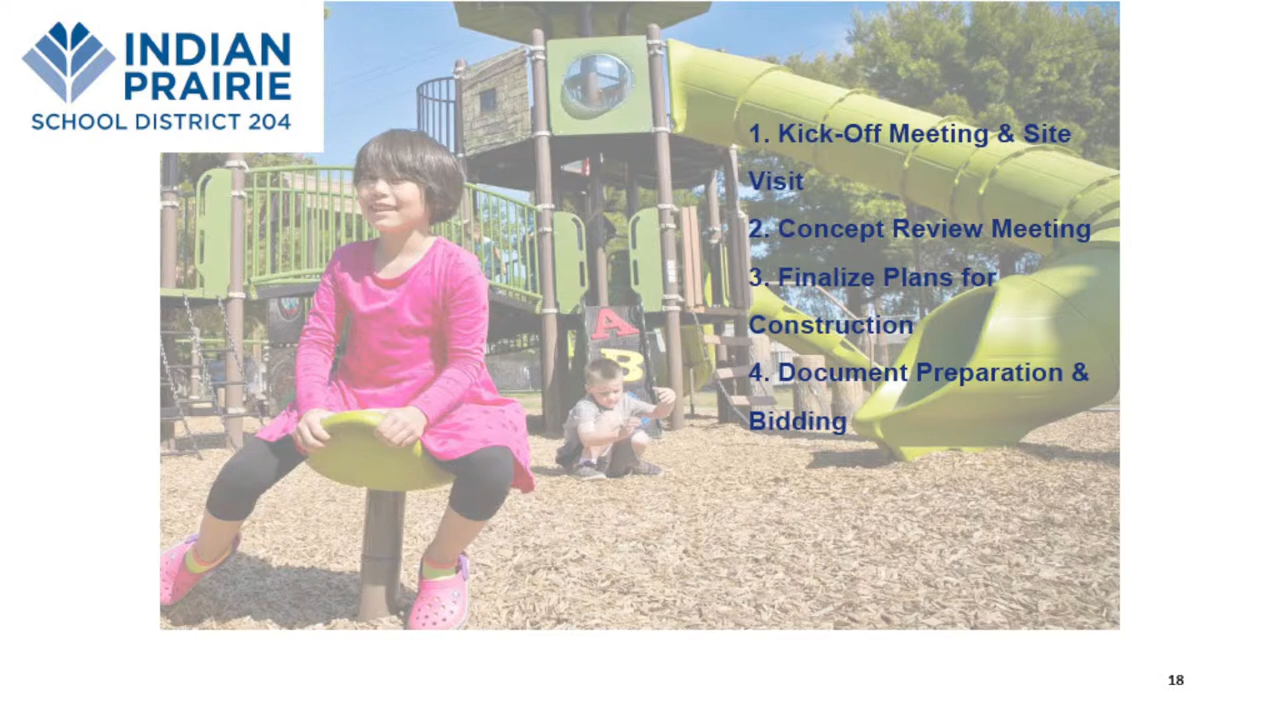 INDIAN
PRAIRIE
SCHOOL DISTRICT 204
1. Kick-Off Meeting & Site
Visit
2. Concept Review Meeting
3. Finalize Plans for
Construction
4. Document Preparation &
Bidding
A
B
18